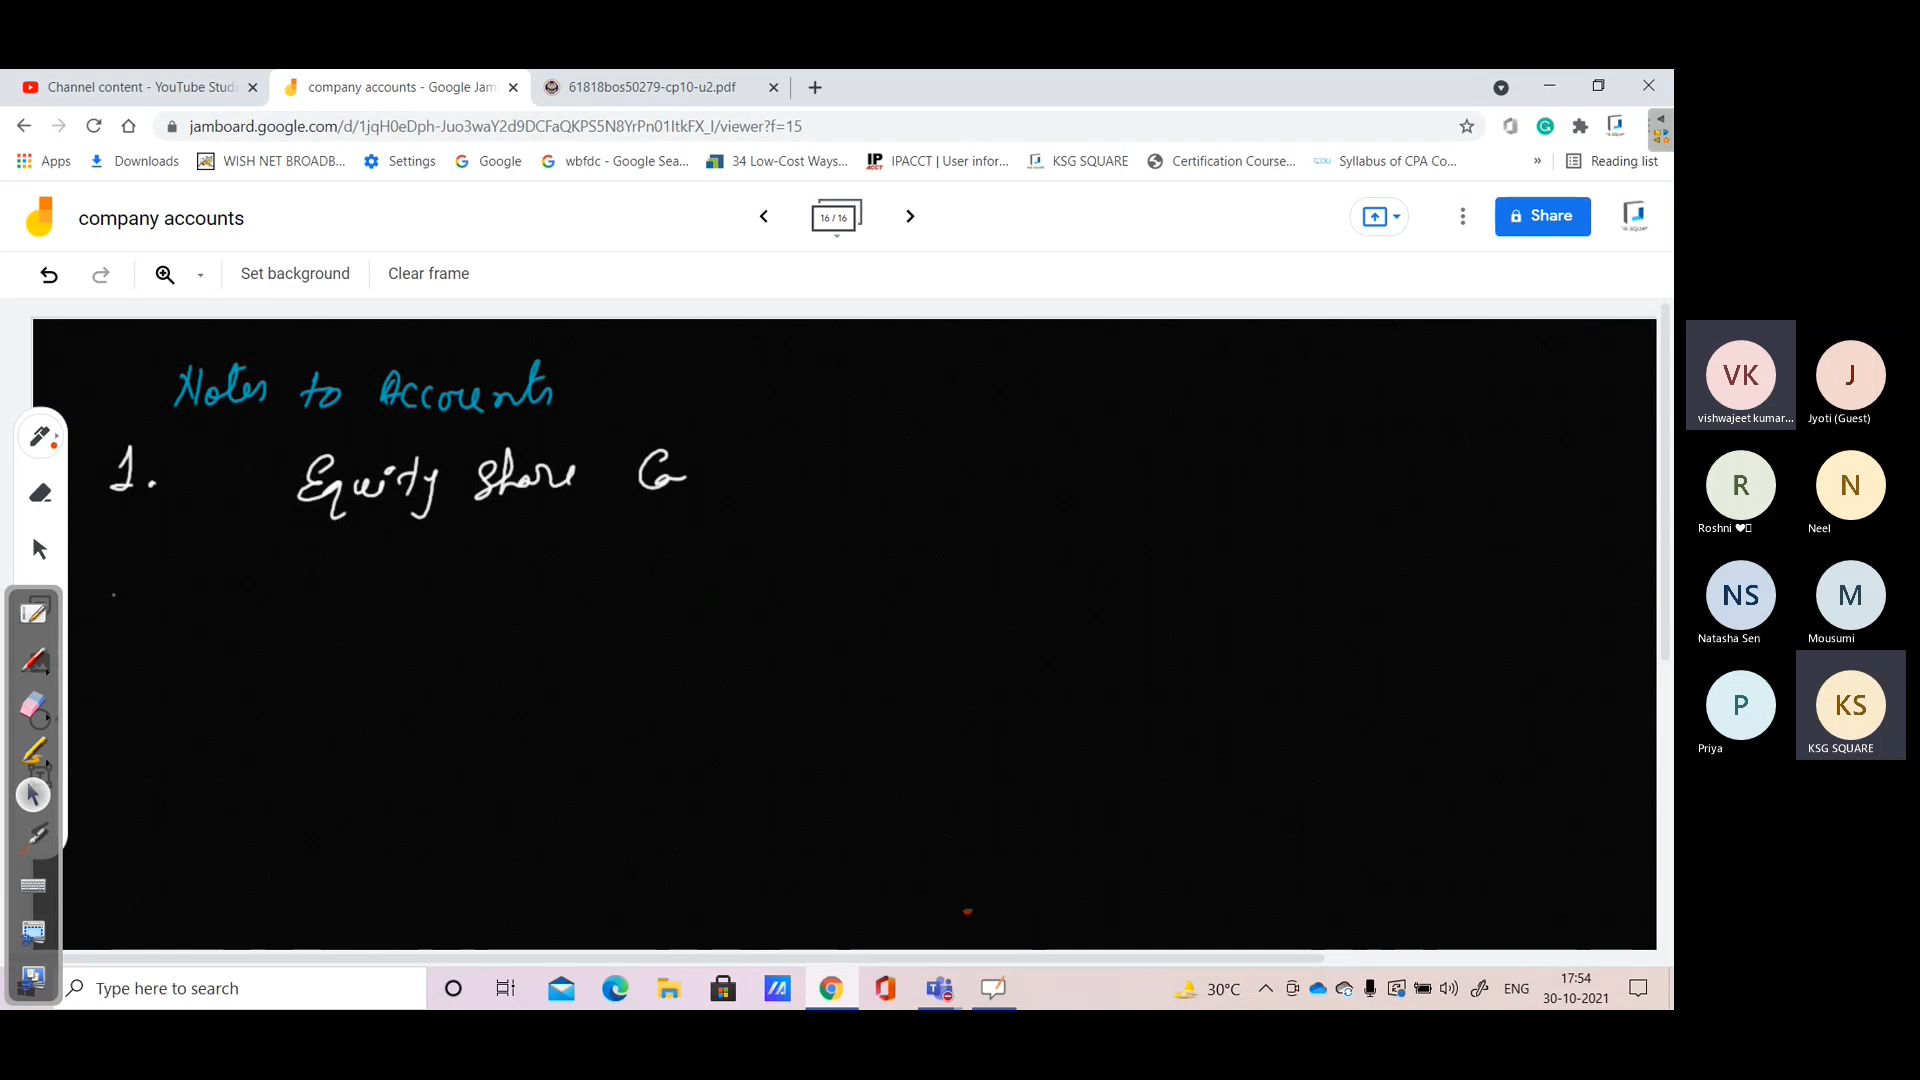 Channel content - YouTube Stud
company accounts - Google Jam
61818bos50279-cp10-u2.pdf
jamboard.google.com/d/1jqH0eDph-Juo3waY2d9DCFaQKPS5N8YrPn01ItkFX_I/viewer?f=15
Apps Downloads WISH NET BROADB... Settings Google wbfdc - Google Sea... 34 Low-Cost Ways... IPACCT | User infor... KSG SQUARE Certification Course... Syllabus of CPA Co... » Reading list
company accounts
16 / 16
Share
Set background Clear frame
Notes to Accounts
1. Equity Share Ca
VK
vishwajeet kumar...
J
Jyoti (Guest)
R
Roshni
N
Neel
NS
Natasha Sen
M
Mousumi
P
Priya
KS
KSG SQUARE
Type here to search
30°C
ENG
17:54
30-10-2021